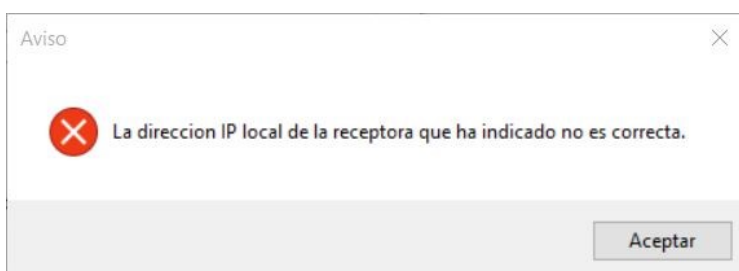 Aviso
La direccion IP local de la receptora que ha indicado no es correcta.
Aceptar